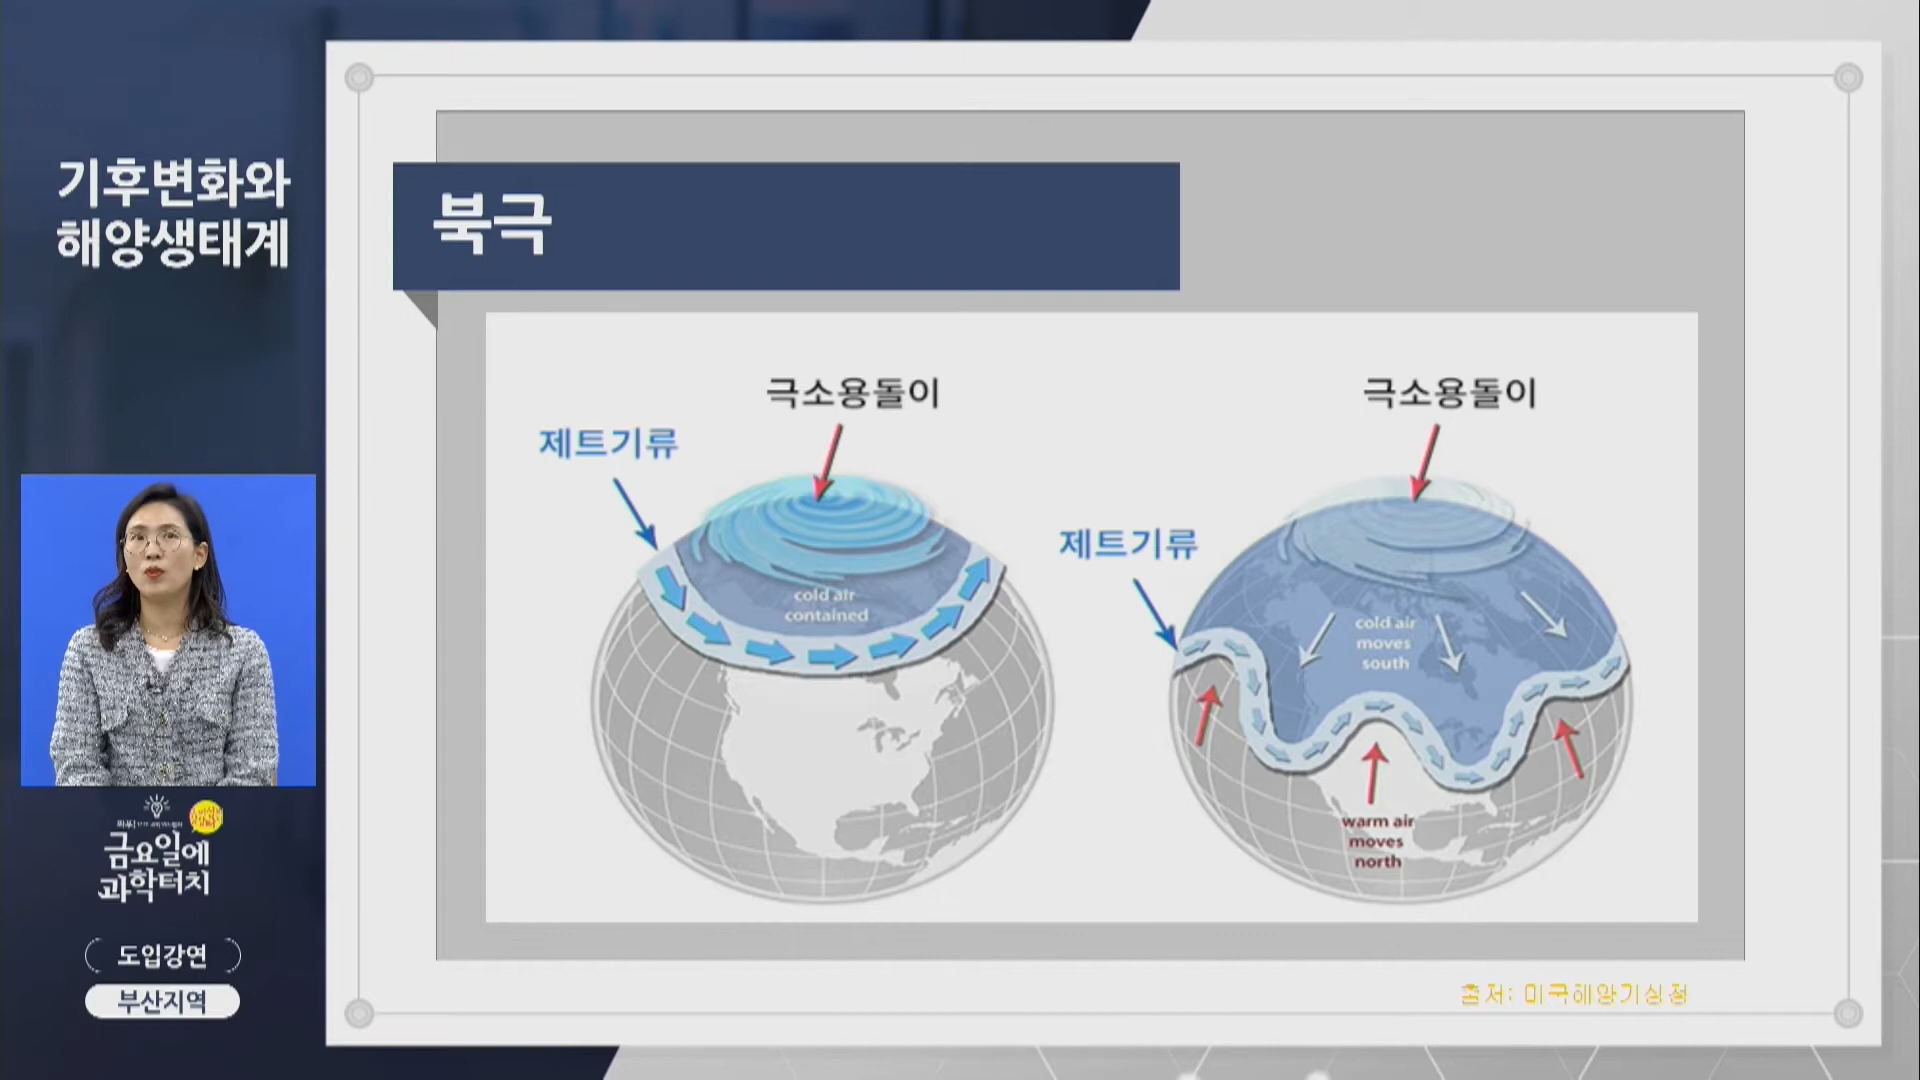 기후변화와
해양생태계
북극
극소용돌이
제트기류
cold air
contained
극소용돌이
제트기류
cold air
moves
south
warm air
moves
north
금요일에
과학터치
도입강연
부산지역
출처: 미국해양기상청